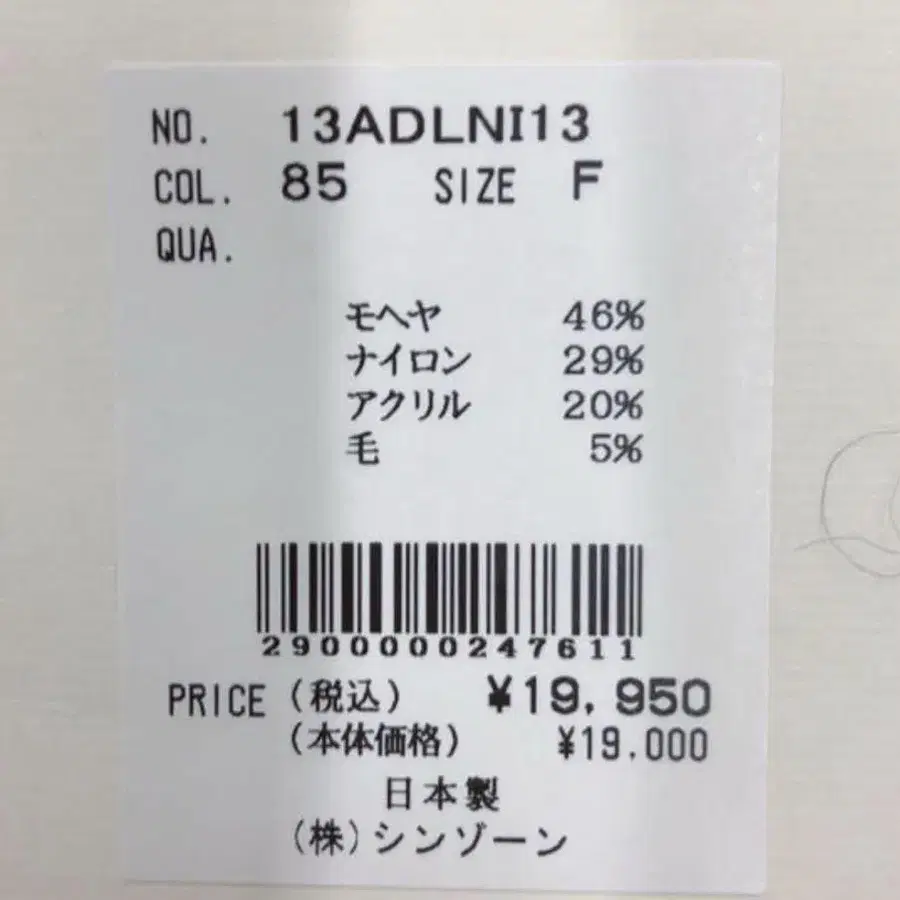 NO. 13ADLNI13
COL. 85 SIZE F
QUA.
モヘヤ 46%
ナイロン 29%
アクリル 20%
毛 5%
2900000247611
PRICE (税込) ¥19,950
(本体価格) ¥19.000
日本製
(株)シンゾーン